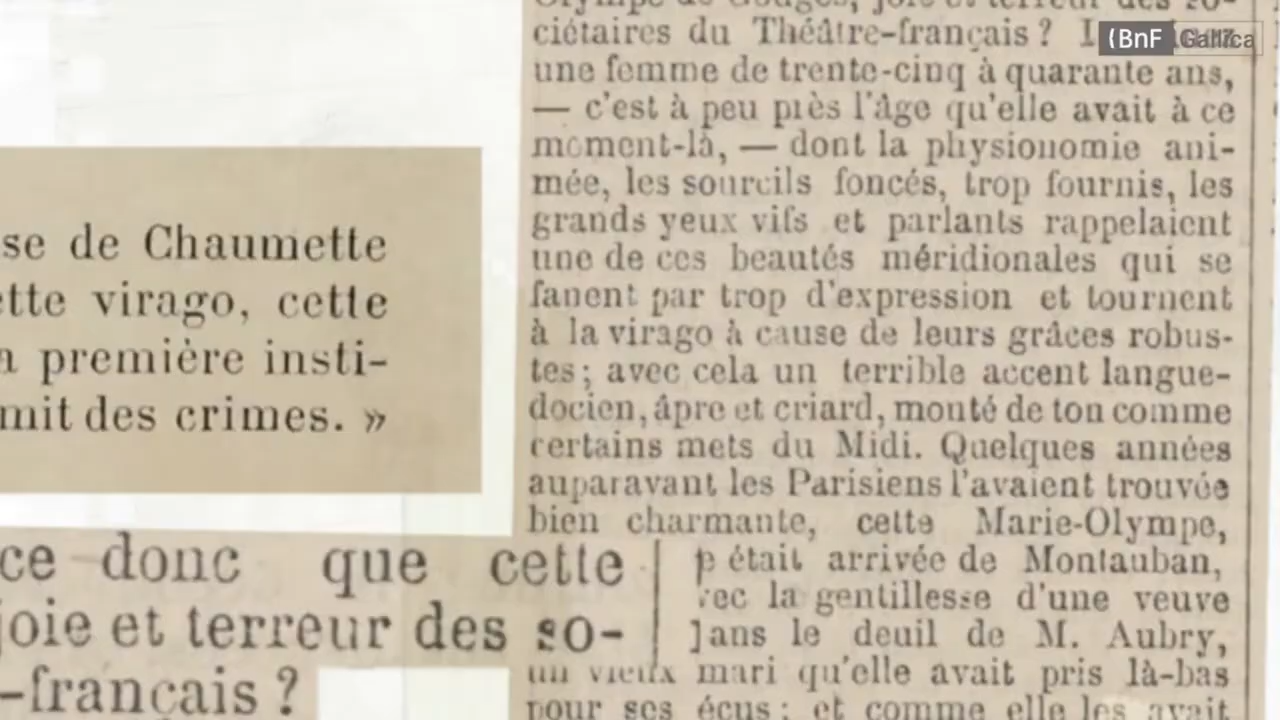 Olympe de Gouges, joie et terreur des so-
ciétaires du Théâtre-français ?
une femme de trente-cinq à quarante ans,
— c'est à peu près l'âge qu'elle avait à ce
moment-là, — dont la physionomie ani-
mée, les sourcils foncés, trop fournis, les
grands yeux vifs et parlants rappelaient
une de ces beautés méridionales qui se
fanent par trop d'expression et tournent
à la virago à cause de leurs grâces robus-
tes ; avec cela un terrible accent langue-
docien, âpre et criard, monté de ton comme
certains mets du Midi. Quelques années
auparavant les Parisiens l'avaient trouvée
bien charmante, cette Marie-Olympe,
était arrivée de Montauban,
la gentillesse d'une veuve
le deuil de M. Aubry,
un vieux mari qu'elle avait pris là-bas
pour ses écus ; et comme elle les avait
se de Chaumette
ette virago, cette
a première insti-
mit des crimes. »
ce donc que cette
joie et terreur des so-
-français ?
(BnF Gallica